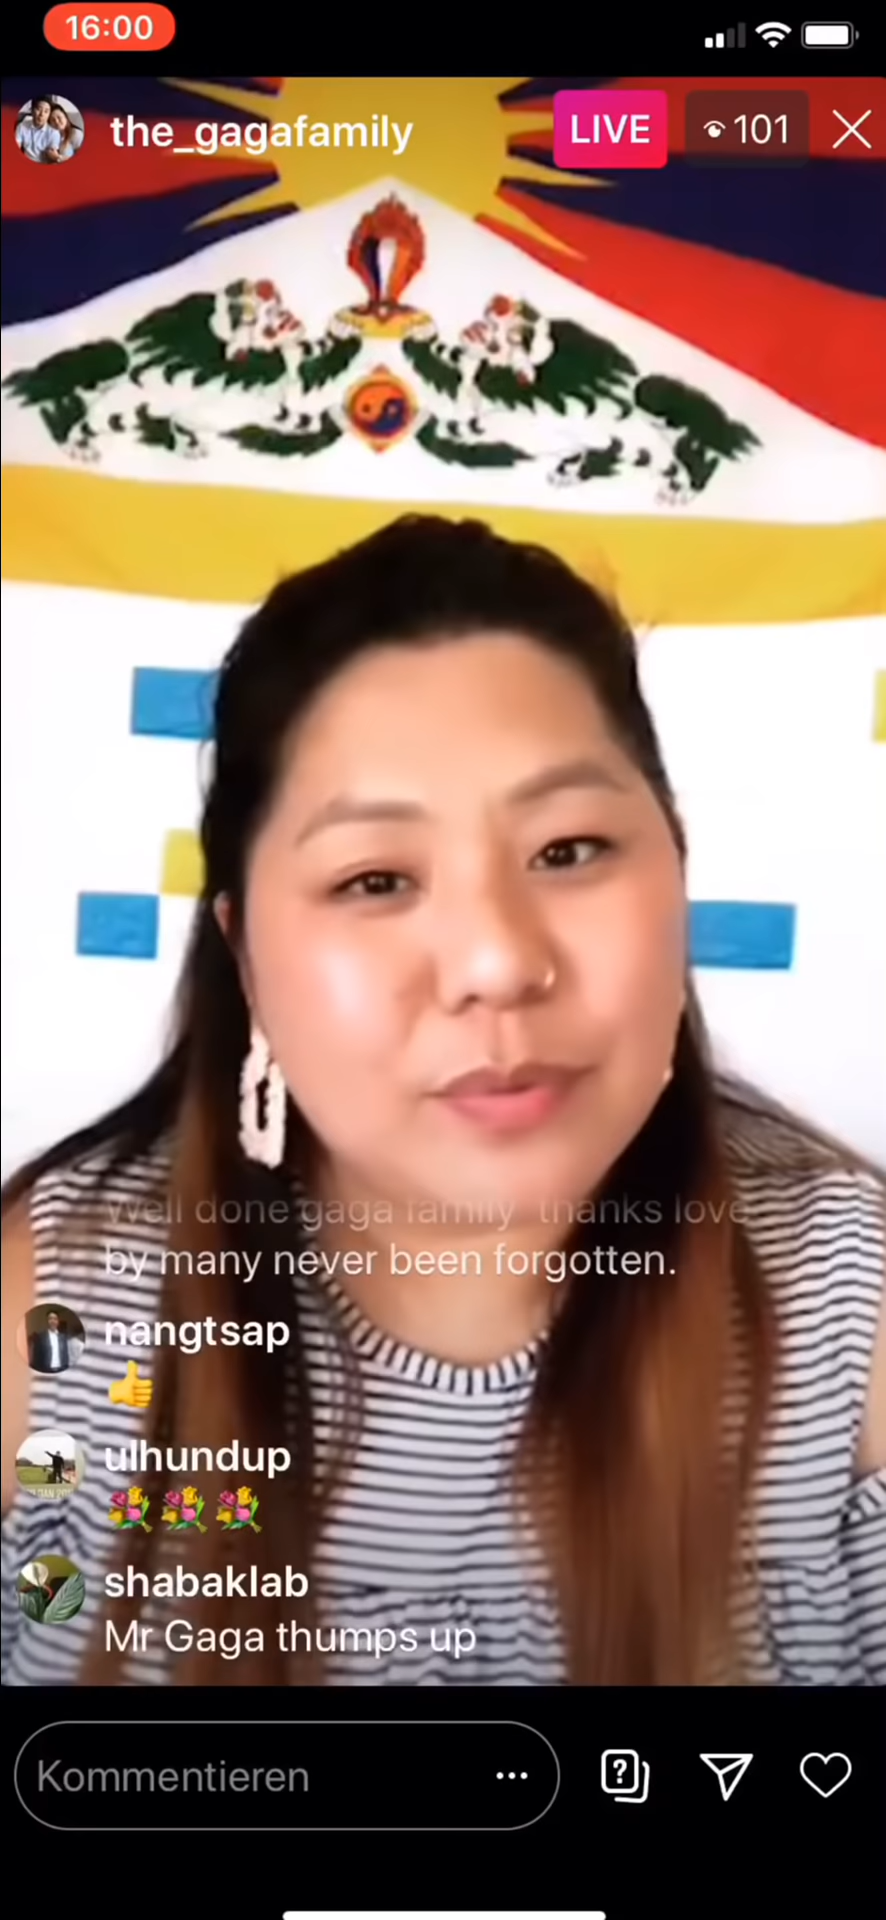 16:00
the_gagafamily
LIVE
101
Well done gaga family thanks love
by many never been forgotten.
nangtsap
ulhundup
shabaklab
Mr Gaga thumps up
Kommentieren